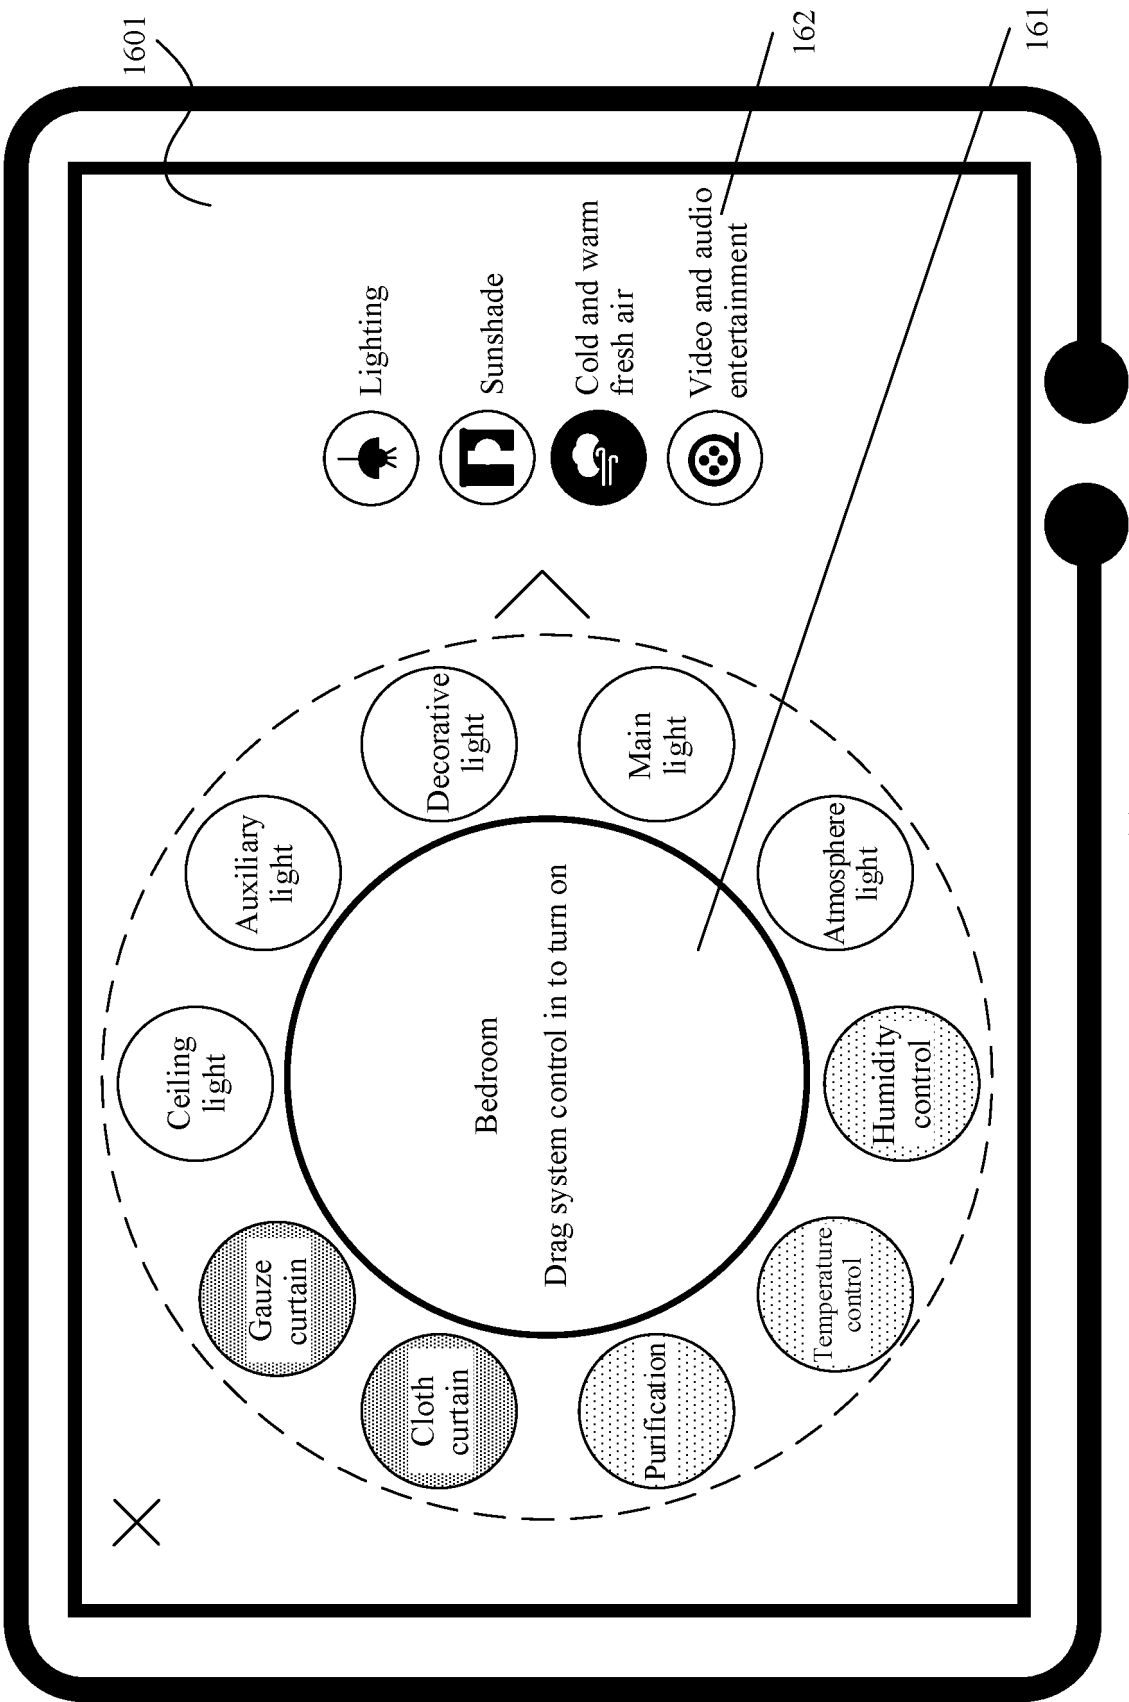 1601
Ceiling
light
Gauze
curtain
Auxiliary
light
Cloth
curtain
Decorative
light
Bedroom
Drag system control in to turn on
Purification
Main
light
Temperature
control
Atmosphere
light
Humidity
control
Lighting
Sunshade
Cold and warm
fresh air
Video and audio
entertainment
162
161